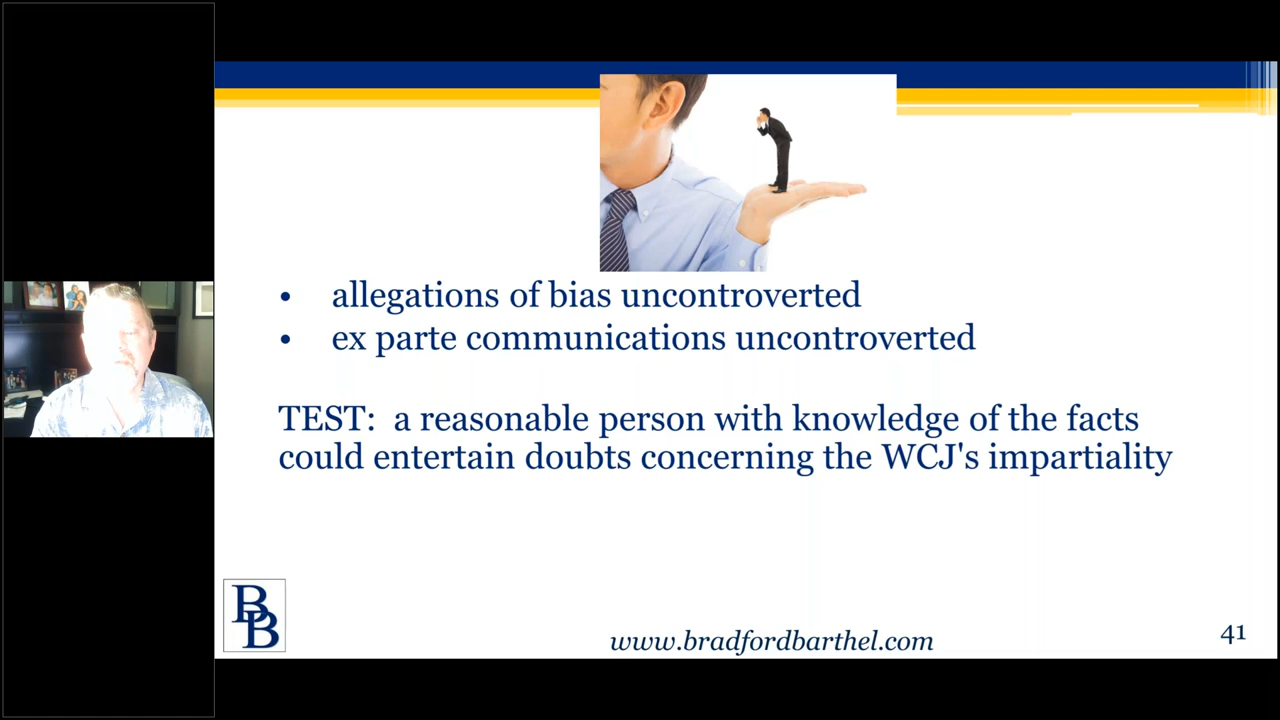 • allegations of bias uncontroverted
• ex parte communications uncontroverted
TEST: a reasonable person with knowledge of the facts
could entertain doubts concerning the WCJ's impartiality
BB
www.bradfordbarthel.com
41